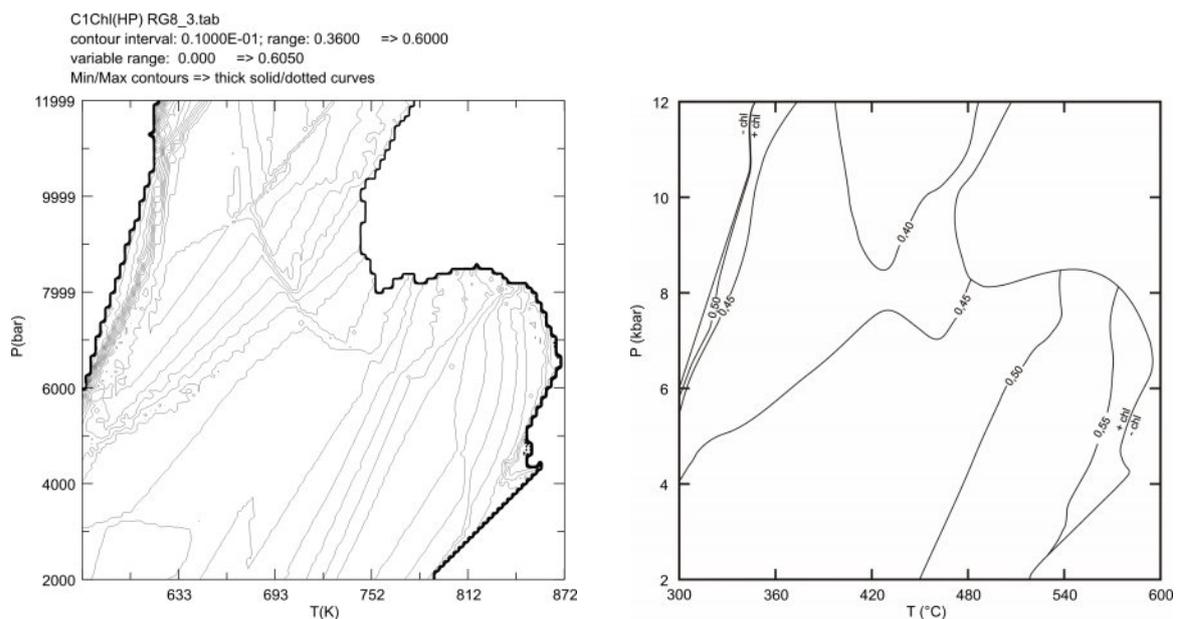 C1Chl(HP) RG8_3.tab
contour interval: 0.1000E-01; range: 0.3600 => 0.6000
variable range: 0.000 => 0.6050
Min/Max contours => thick solid/dotted curves
11999
9999
7999
6000
4000
2000
P(bar)
633
693
752
812
872
T(K)
12
10
8
6
4
2
P (kbar)
300
360
420
480
540
600
T (°C)
- chl
+ chl
0,50
0,45
0,40
0,45
0,50
0,55
+ chl
- chl